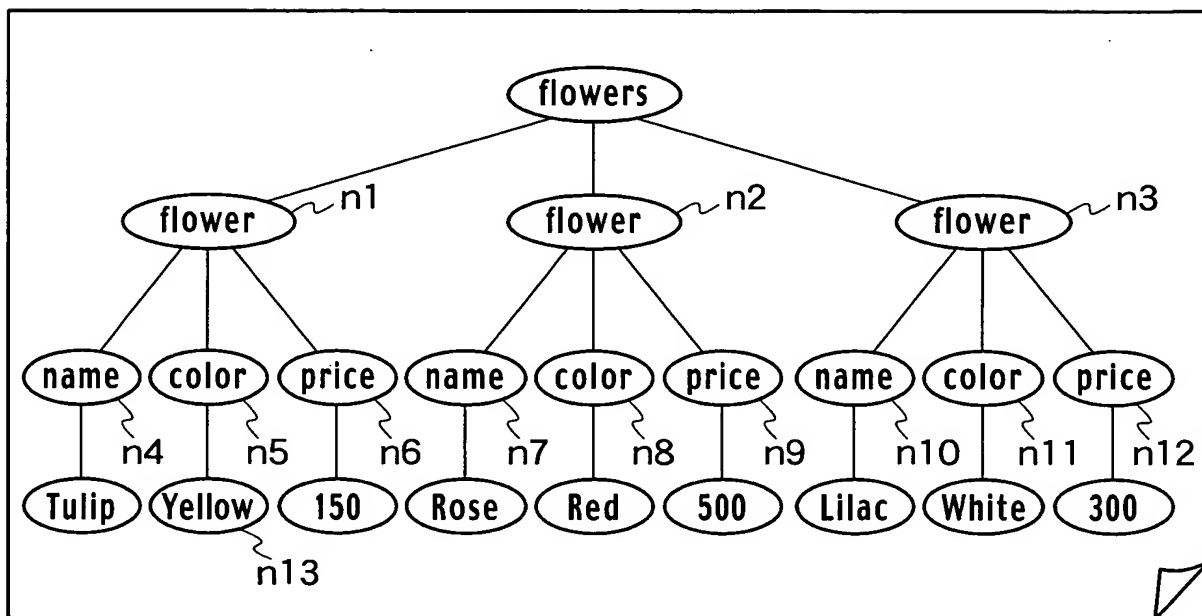 flowers
flower n1 flower n2 flower n3
name color price name color price name color price
n4 n5 n6 n7 n8 n9 n10 n11 n12
Tulip Yellow 150 Rose Red 500 Lilac White 300
n13